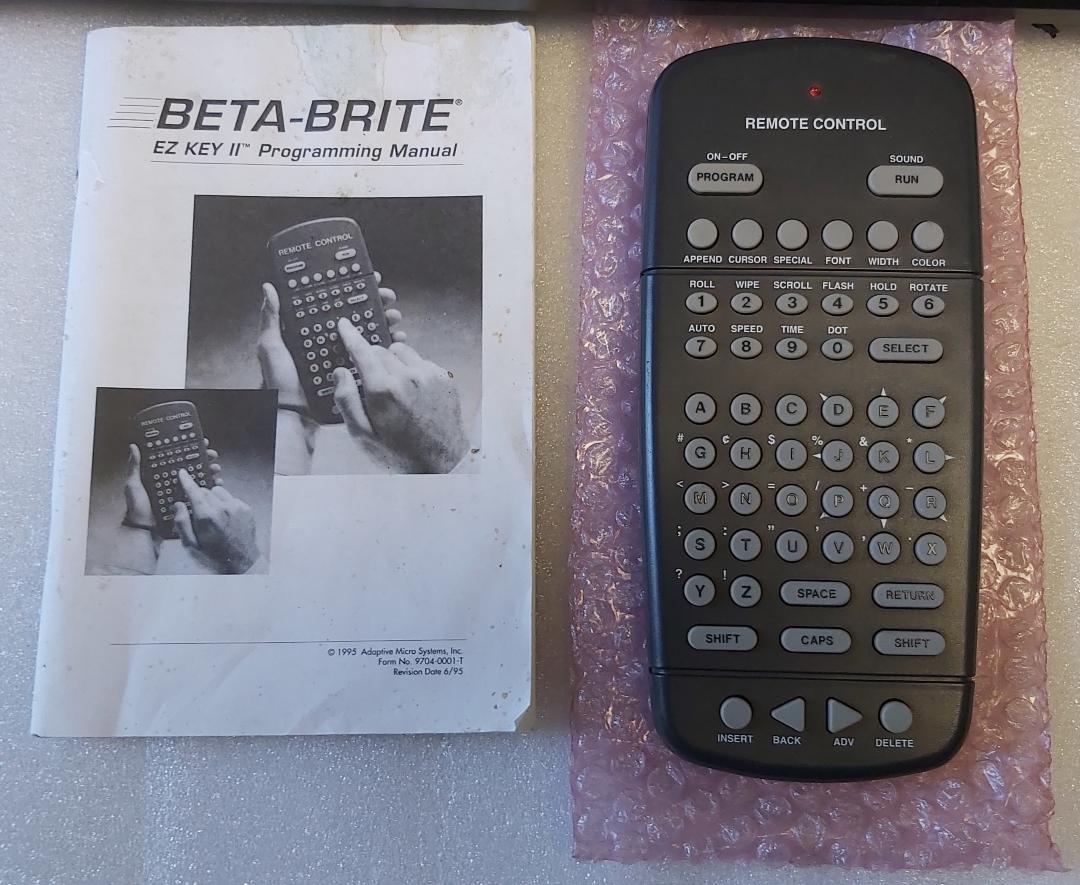 BETA-BRITE®
EZ KEY II™ Programming Manual
REMOTE CONTROL
REMOTE CONTROL
© 1995 Adaptive Micro Systems, Inc.
Form No. 9704-0001-T
Revision Date 6/95
REMOTE CONTROL
ON-OFF SOUND
PROGRAM RUN
APPEND CURSOR SPECIAL FONT WIDTH COLOR
ROLL WIPE SCROLL FLASH HOLD ROTATE
1 2 3 4 5 6
AUTO SPEED TIME DOT
7 8 9 0 SELECT
A B C D E F
# ¢ $ % & *
G H I J K L
< > = / + –
M N O P Q R
; : " ' , .
S T U V W X
? !
Y Z SPACE RETURN
SHIFT CAPS SHIFT
INSERT BACK ADV DELETE